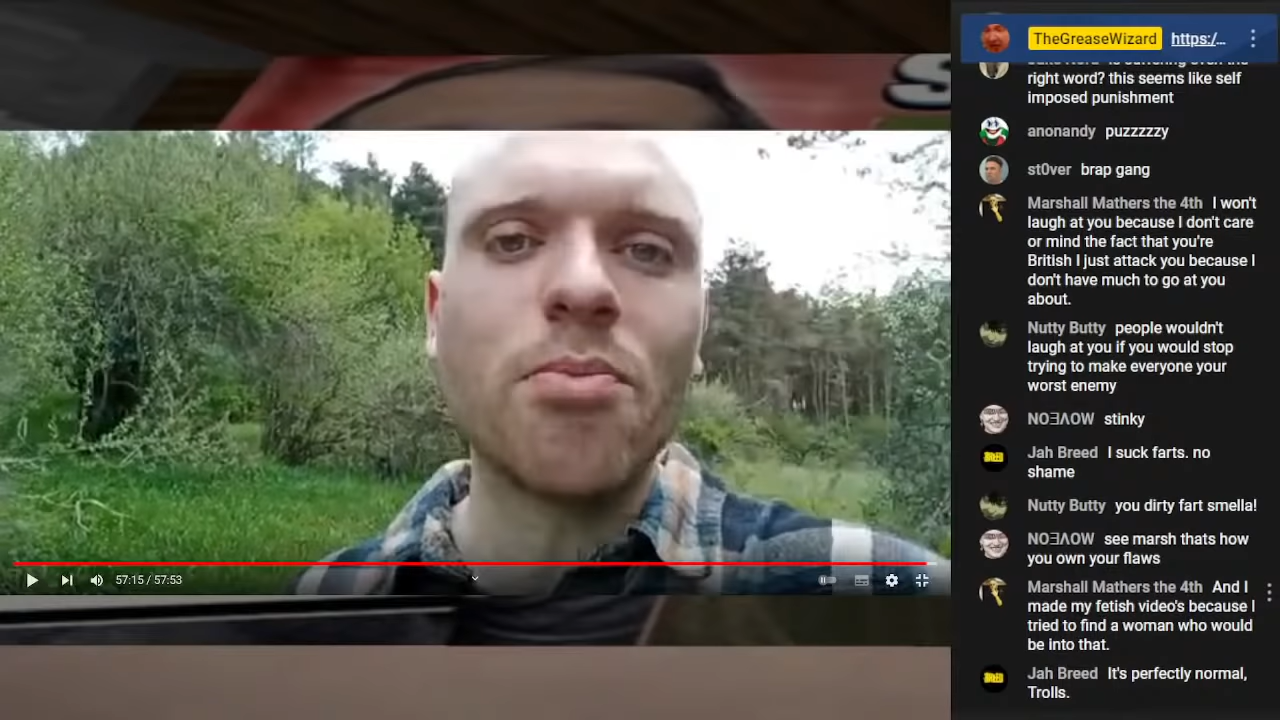 S
TheGreaseWizard https:/...
right word? this seems like self
imposed punishment
anonandy puzzzzzy
st0ver brap gang
Marshall Mathers the 4th I won't
laugh at you because I don't care
or mind the fact that you're
British I just attack you because I
don't have much to go at you
about.
Nutty Butty people wouldn't
laugh at you if you would stop
trying to make everyone your
worst enemy
NOƎΛOW stinky
Jah Breed I suck farts. no
shame
Nutty Butty you dirty fart smella!
NOƎΛOW see marsh thats how
you own your flaws
Marshall Mathers the 4th And I
made my fetish video's because I
tried to find a woman who would
be into that.
Jah Breed It's perfectly normal,
Trolls.
57:15 / 57:53